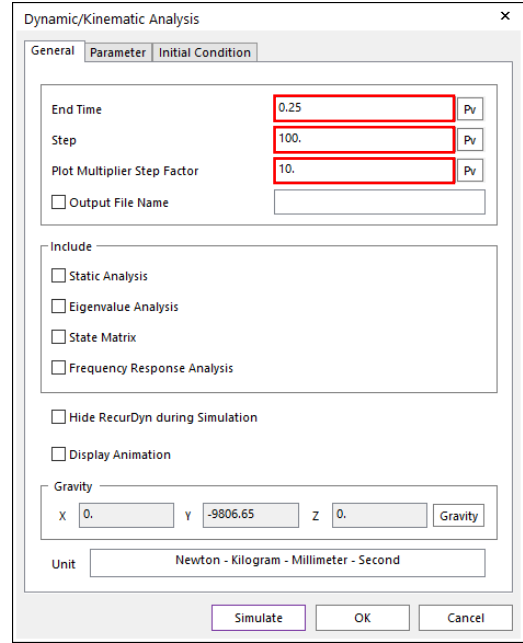 Dynamic/Kinematic Analysis ×
General Parameter Initial Condition
End Time 0.25 Pv
Step 100. Pv
Plot Multiplier Step Factor 10. Pv
Output File Name
Include
Static Analysis
Eigenvalue Analysis
State Matrix
Frequency Response Analysis
Hide RecurDyn during Simulation
Display Animation
Gravity
X 0. Y -9806.65 Z 0. Gravity
Unit Newton - Kilogram - Millimeter - Second
Simulate OK Cancel